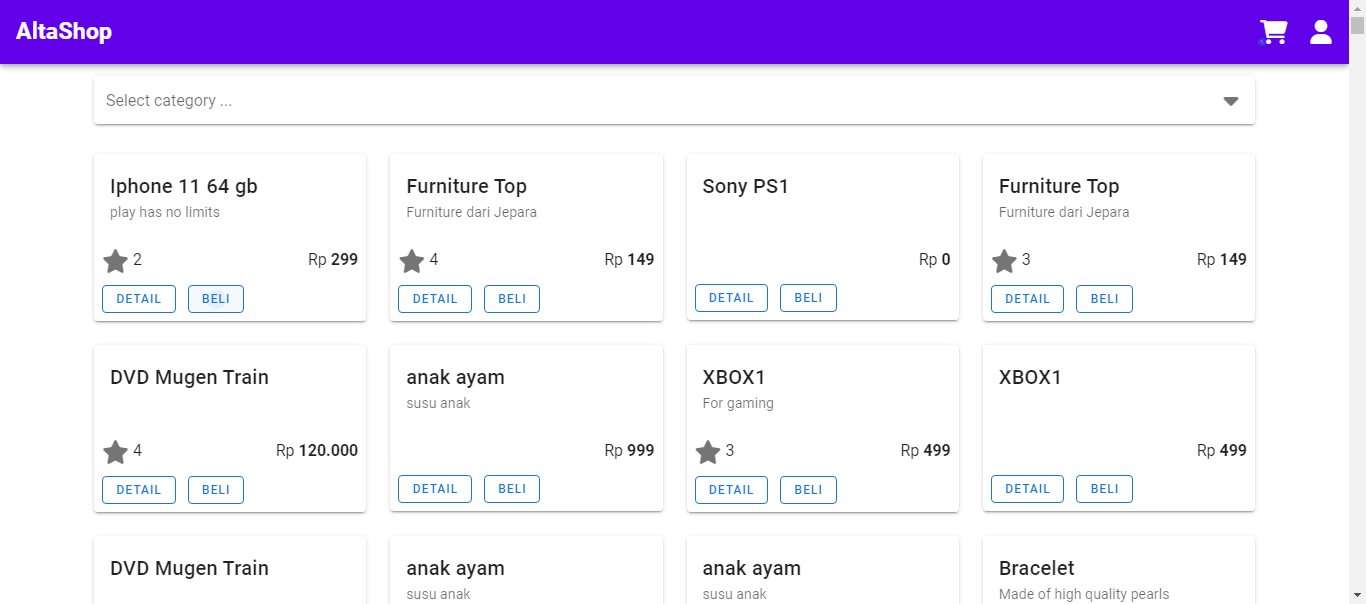 AltaShop
Select category ...
Iphone 11 64 gb
play has no limits
2
Rp 299
DETAIL
BELI
Furniture Top
Furniture dari Jepara
4
Rp 149
DETAIL
BELI
Sony PS1
Rp 0
DETAIL
BELI
Furniture Top
Furniture dari Jepara
3
Rp 149
DETAIL
BELI
DVD Mugen Train
4
Rp 120.000
DETAIL
BELI
anak ayam
susu anak
Rp 999
DETAIL
BELI
XBOX1
For gaming
3
Rp 499
DETAIL
BELI
XBOX1
Rp 499
DETAIL
BELI
DVD Mugen Train
anak ayam
susu anak
anak ayam
susu anak
Bracelet
Made of high quality pearls